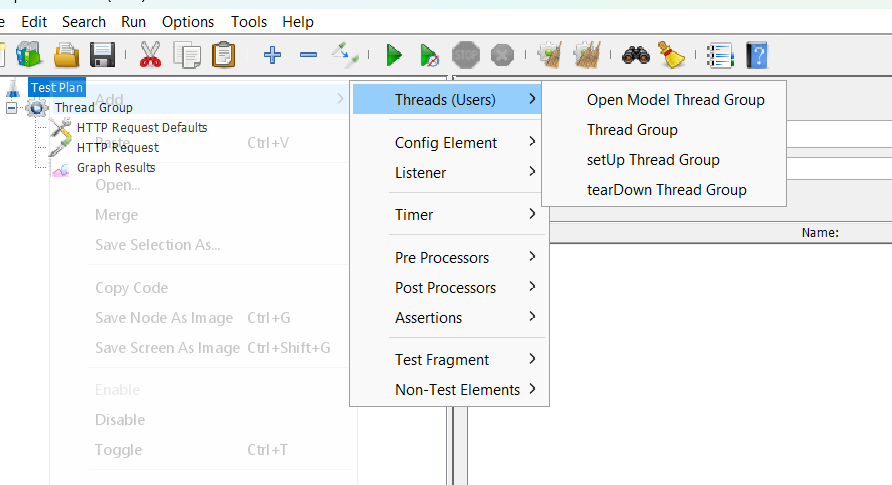 Edit Search Run Options Tools Help
Test Plan
Thread Group
HTTP Request Defaults
HTTP Request
Graph Results
Add
Paste Ctrl+V
Open...
Merge
Save Selection As...
Copy Code
Save Node As Image Ctrl+G
Save Screen As Image Ctrl+Shift+G
Enable
Disable
Toggle Ctrl+T
Threads (Users)
Config Element
Listener
Timer
Pre Processors
Post Processors
Assertions
Test Fragment
Non-Test Elements
Open Model Thread Group
Thread Group
setUp Thread Group
tearDown Thread Group
Name:
STOP